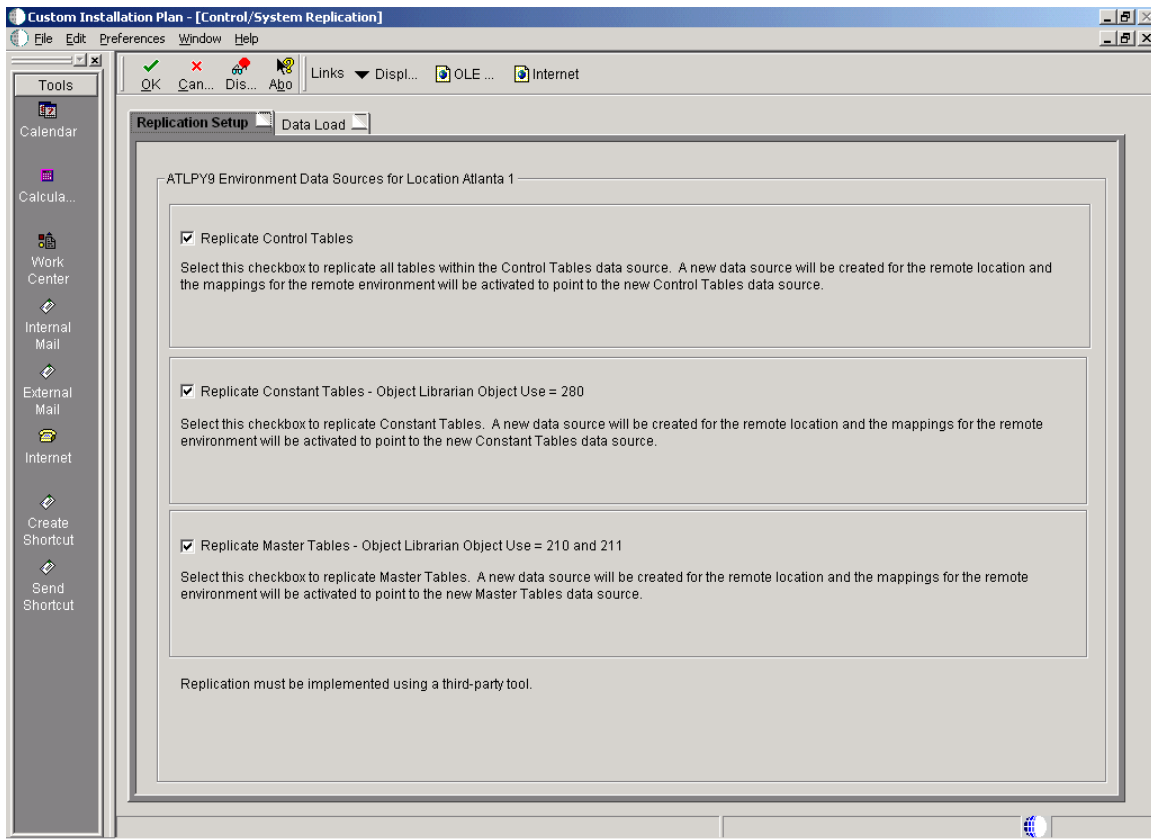 Custom Installation Plan - [Control/System Replication]
File Edit Preferences Window Help
Tools
Calendar
Calcula...
Work
Center
Internal
Mail
External
Mail
Internet
Create
Shortcut
Send
Shortcut
OK Can... Dis... Abo Links Displ... OLE ... Internet
Replication Setup Data Load
ATLPY9 Environment Data Sources for Location Atlanta 1
Replicate Control Tables
Select this checkbox to replicate all tables within the Control Tables data source. A new data source will be created for the remote location and
the mappings for the remote environment will be activated to point to the new Control Tables data source.
Replicate Constant Tables - Object Librarian Object Use = 280
Select this checkbox to replicate Constant Tables. A new data source will be created for the remote location and the mappings for the remote
environment will be activated to point to the new Constant Tables data source.
Replicate Master Tables - Object Librarian Object Use = 210 and 211
Select this checkbox to replicate Master Tables. A new data source will be created for the remote location and the mappings for the remote
environment will be activated to point to the new Master Tables data source.
Replication must be implemented using a third-party tool.